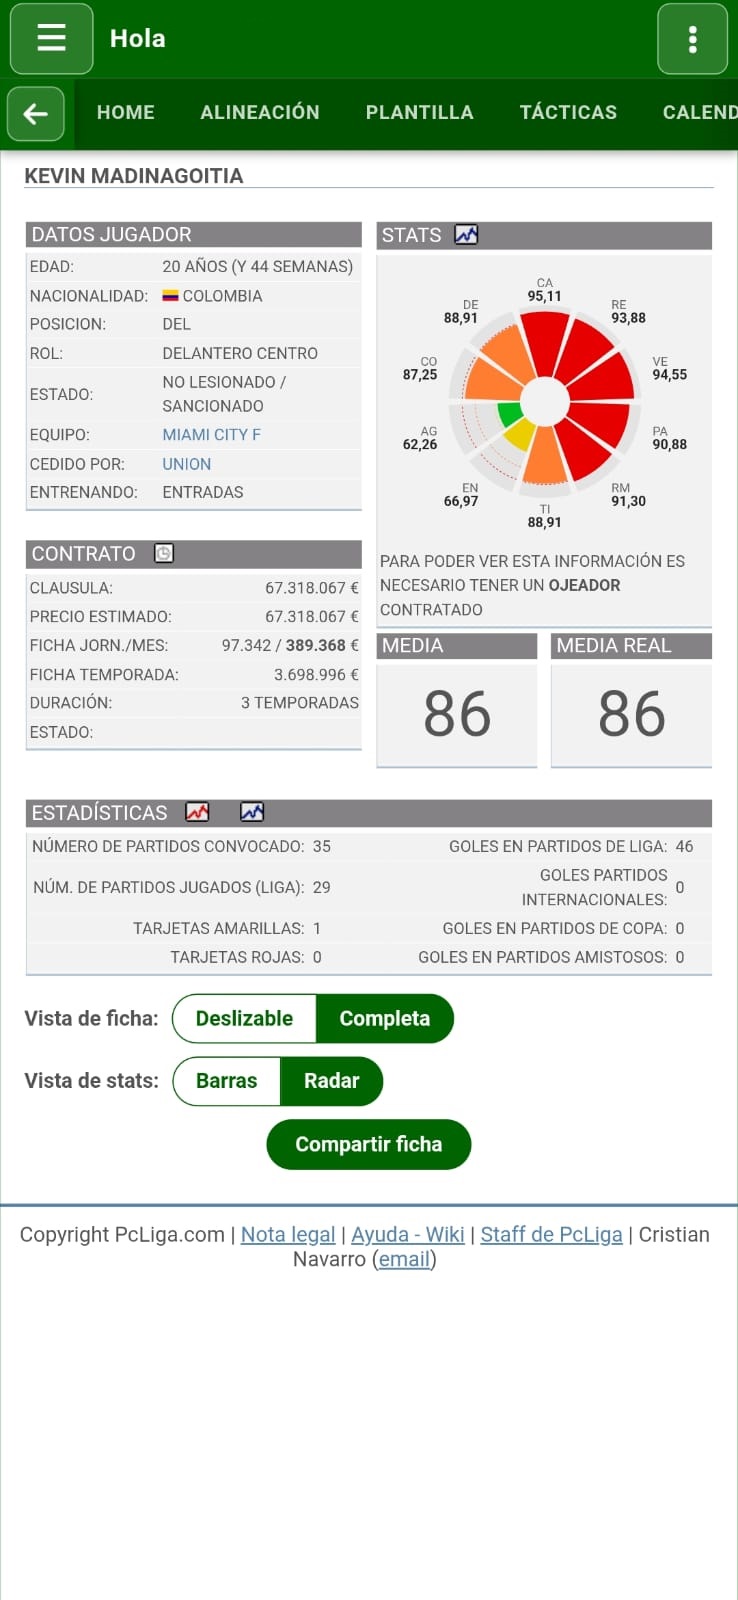 Hola
HOME ALINEACIÓN PLANTILLA TÁCTICAS CALEND
KEVIN MADINAGOITIA
DATOS JUGADOR
EDAD: 20 AÑOS (Y 44 SEMANAS)
NACIONALIDAD: COLOMBIA
POSICION: DEL
ROL: DELANTERO CENTRO
ESTADO: NO LESIONADO /
SANCIONADO
EQUIPO: MIAMI CITY F
CEDIDO POR: UNION
ENTRENANDO: ENTRADAS
CONTRATO
CLAUSULA: 67.318.067 €
PRECIO ESTIMADO: 67.318.067 €
FICHA JORN./MES: 97.342 / 389.368 €
FICHA TEMPORADA: 3.698.996 €
DURACIÓN: 3 TEMPORADAS
ESTADO:
STATS
CA
95,11
RE
93,88
VE
94,55
PA
90,88
RM
91,30
TI
88,91
EN
66,97
AG
62,26
CO
87,25
DE
88,91
PARA PODER VER ESTA INFORMACIÓN ES
NECESARIO TENER UN OJEADOR
CONTRATADO
MEDIA
86
MEDIA REAL
86
ESTADÍSTICAS
NÚMERO DE PARTIDOS CONVOCADO: 35 GOLES EN PARTIDOS DE LIGA: 46
NÚM. DE PARTIDOS JUGADOS (LIGA): 29 GOLES PARTIDOS
INTERNACIONALES: 0
TARJETAS AMARILLAS: 1 GOLES EN PARTIDOS DE COPA: 0
TARJETAS ROJAS: 0 GOLES EN PARTIDOS AMISTOSOS: 0
Vista de ficha: Deslizable Completa
Vista de stats: Barras Radar
Compartir ficha
Copyright PcLiga.com | Nota legal | Ayuda - Wiki | Staff de PcLiga | Cristian
Navarro (email)